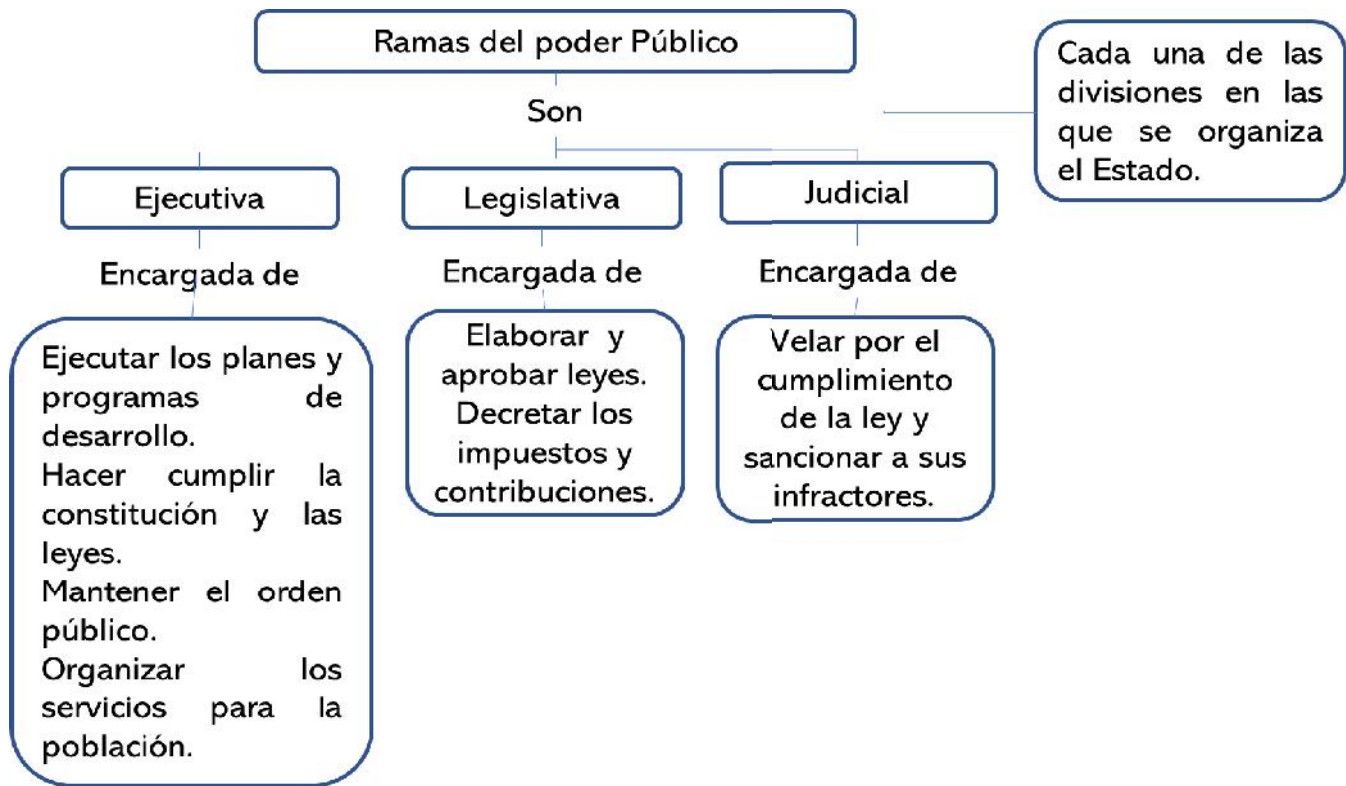 Ramas del poder Público
Cada una de las
divisiones en las
que se organiza
el Estado.
Son
Ejecutiva
Legislativa
Judicial
Encargada de
Encargada de
Encargada de
Ejecutar los planes y
programas de
desarrollo.
Hacer cumplir la
constitución y las
leyes.
Mantener el orden
público.
Organizar los
servicios para la
población.
Elaborar y
aprobar leyes.
Decretar los
impuestos y
contribuciones.
Velar por el
cumplimiento
de la ley y
sancionar a sus
infractores.